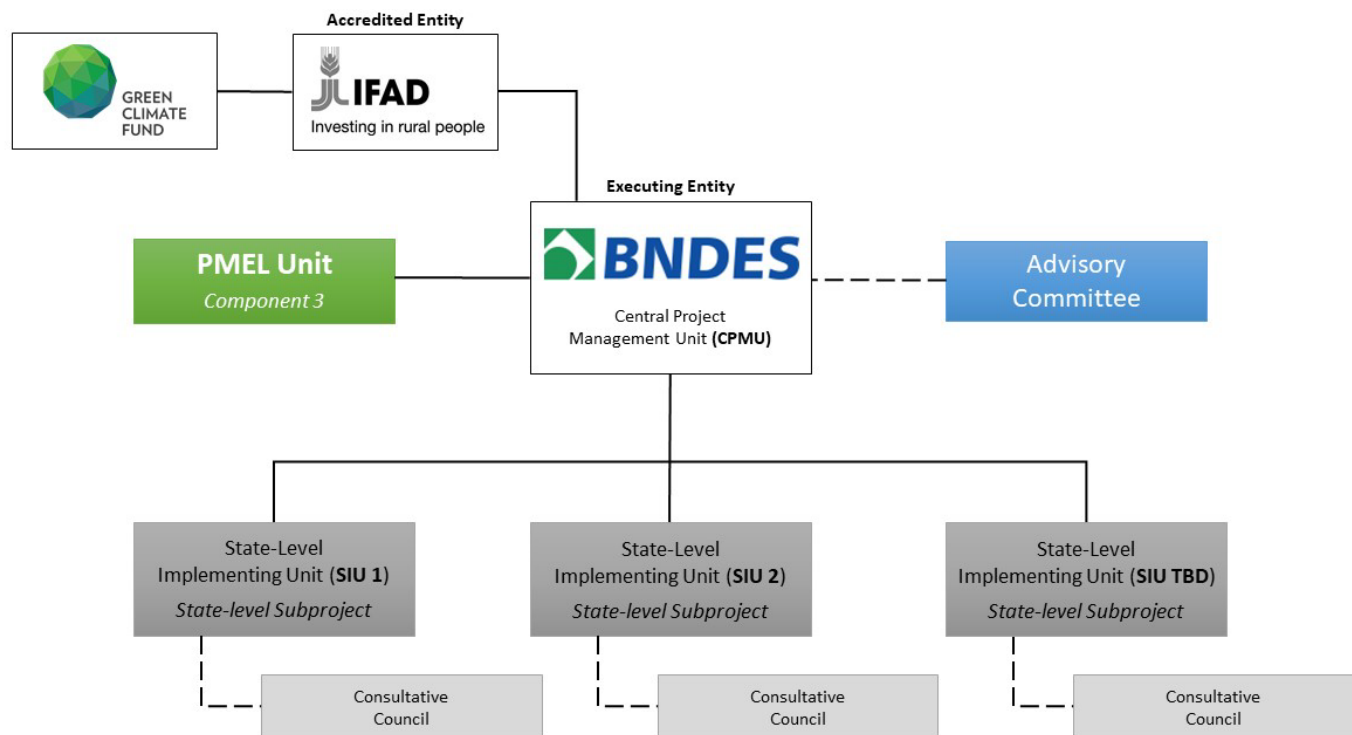 Accredited Entity
GREEN
CLIMATE
FUND
IFAD
Investing in rural people
Executing Entity
BNDES
Central Project
Management Unit (CPMU)
PMEL Unit
Component 3
Advisory
Committee
State-Level
Implementing Unit (SIU 1)
State-level Subproject
State-Level
Implementing Unit (SIU 2)
State-level Subproject
State-Level
Implementing Unit (SIU TBD)
State-level Subproject
Consultative
Council
Consultative
Council
Consultative
Council